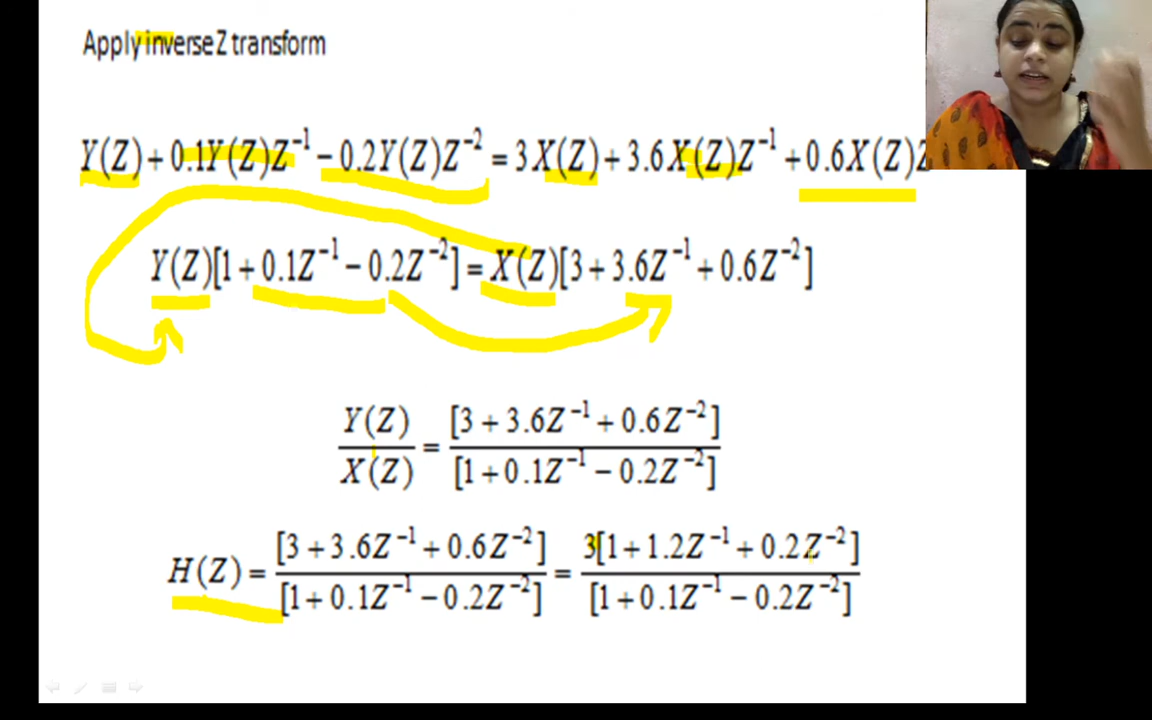 Apply inverse Z transform
Y(Z) + 0.1Y(Z)Z⁻¹ − 0.2Y(Z)Z⁻² = 3X(Z) + 3.6X(Z)Z⁻¹ + 0.6X(Z)
Y(Z)[1 + 0.1Z⁻¹ − 0.2Z⁻²] = X(Z)[3 + 3.6Z⁻¹ + 0.6Z⁻²]
Y(Z)/X(Z) = [3 + 3.6Z⁻¹ + 0.6Z⁻²]/[1 + 0.1Z⁻¹ − 0.2Z⁻²]
H(Z) = [3 + 3.6Z⁻¹ + 0.6Z⁻²]/[1 + 0.1Z⁻¹ − 0.2Z⁻²] = 3[1 + 1.2Z⁻¹ + 0.2Z⁻²]/[1 + 0.1Z⁻¹ − 0.2Z⁻²]